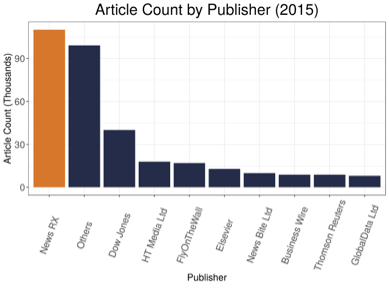 Article Count by Publisher (2015)
Article Count (Thousands)
90
60
30
0
News RX
Others
Dow Jones
HT Media Ltd
FlyOnTheWall
Elsevier
News Bite Ltd
Business Wire
Thomson Reuters
GlobalData Ltd
Publisher